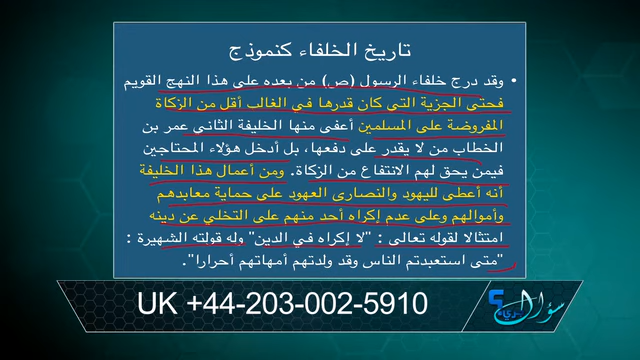 تاريخ الخلفاء كنموذج
• وقد درج خلفاء الرسول (ص) من بعده على هذا النهج القويم
فحتى الجزية التى كان قدرها في الغالب أقل من الزكاة
المفروضة على المسلمين أعفى منها الخليفة الثانى عمر بن
الخطاب من لا يقدر على دفعها، بل أدخل هؤلاء المحتاجين
فيمن يحق لهم الانتفاع من الزكاة. ومن أعمال هذا الخليفة
أنه أعطى لليهود والنصارى العهود على حماية معابدهم
وأموالهم وعلى عدم إكراه أحد منهم على التخلي عن دينه
امتثالا لقوله تعالى : "لا إكراه في الدين" وله قولته الشهيرة :
"متى استعبدتم الناس وقد ولدتهم أمهاتهم أحرارا".
UK +44-203-002-5910
سؤال جريء